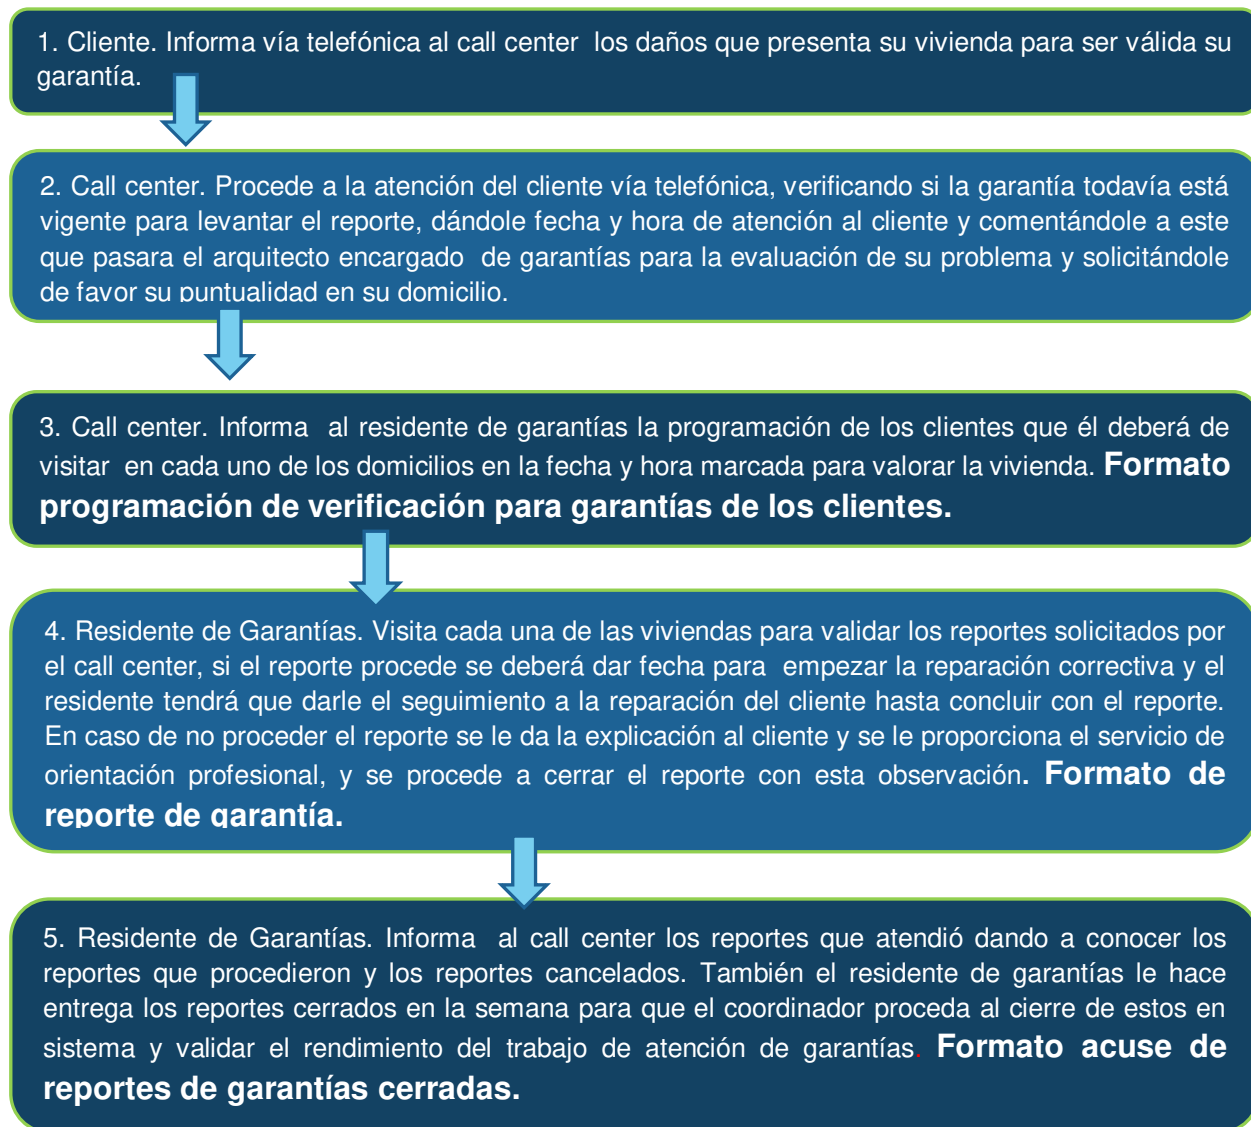 1. Cliente. Informa vía telefónica al call center los daños que presenta su vivienda para ser válida su
garantía.
2. Call center. Procede a la atención del cliente vía telefónica, verificando si la garantía todavía está
vigente para levantar el reporte, dándole fecha y hora de atención al cliente y comentándole a este
que pasara el arquitecto encargado de garantías para la evaluación de su problema y solicitándole
de favor su puntualidad en su domicilio.
3. Call center. Informa al residente de garantías la programación de los clientes que él deberá de
visitar en cada uno de los domicilios en la fecha y hora marcada para valorar la vivienda. Formato
programación de verificación para garantías de los clientes.
4. Residente de Garantías. Visita cada una de las viviendas para validar los reportes solicitados por
el call center, si el reporte procede se deberá dar fecha para empezar la reparación correctiva y el
residente tendrá que darle el seguimiento a la reparación del cliente hasta concluir con el reporte.
En caso de no proceder el reporte se le da la explicación al cliente y se le proporciona el servicio de
orientación profesional, y se procede a cerrar el reporte con esta observación. Formato de
reporte de garantía.
5. Residente de Garantías. Informa al call center los reportes que atendió dando a conocer los
reportes que procedieron y los reportes cancelados. También el residente de garantías le hace
entrega los reportes cerrados en la semana para que el coordinador proceda al cierre de estos en
sistema y validar el rendimiento del trabajo de atención de garantías. Formato acuse de
reportes de garantías cerradas.